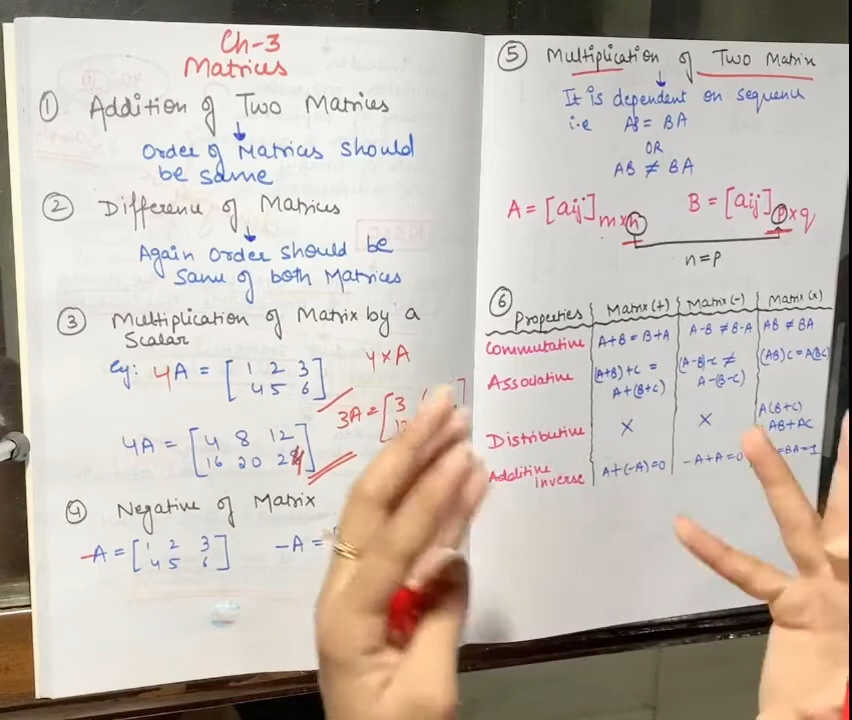 Ch-3
Matrices
① Addition of Two Matrices
↓
Order of Matrices should
be same
② Difference of Matrices
↓
Again order should be
same of both Matrices
③ Multiplication of Matrix by a
Scalar
eg: 4A = [ 1 2 3
4 5 6 ]
4 x A
3A = [ 3
4A = [ 4 8 12
16 20 24 ]
④ Negative of Matrix
-A = [ 1 2 3
4 5 6 ]
-A = [
⑤ Multiplication of Two Matrix
↓
It is dependent on sequence
i.e AB = BA
OR
AB ≠ BA
A = [aij] m×n B = [aij] p×q
n=p
⑥ Properties Matrix (+) Matrix (-) Matrix (x)
Commutative A+B = B+A A-B ≠ B-A AB ≠ BA
Associative (A+B)+C = A+(B+C) (A-B)-C ≠ A-(B-C) (AB)C = A(BC)
Distributive × × A(B+C) AB+AC
Additive inverse A+(-A)=0 -A+A=0 =BA=1